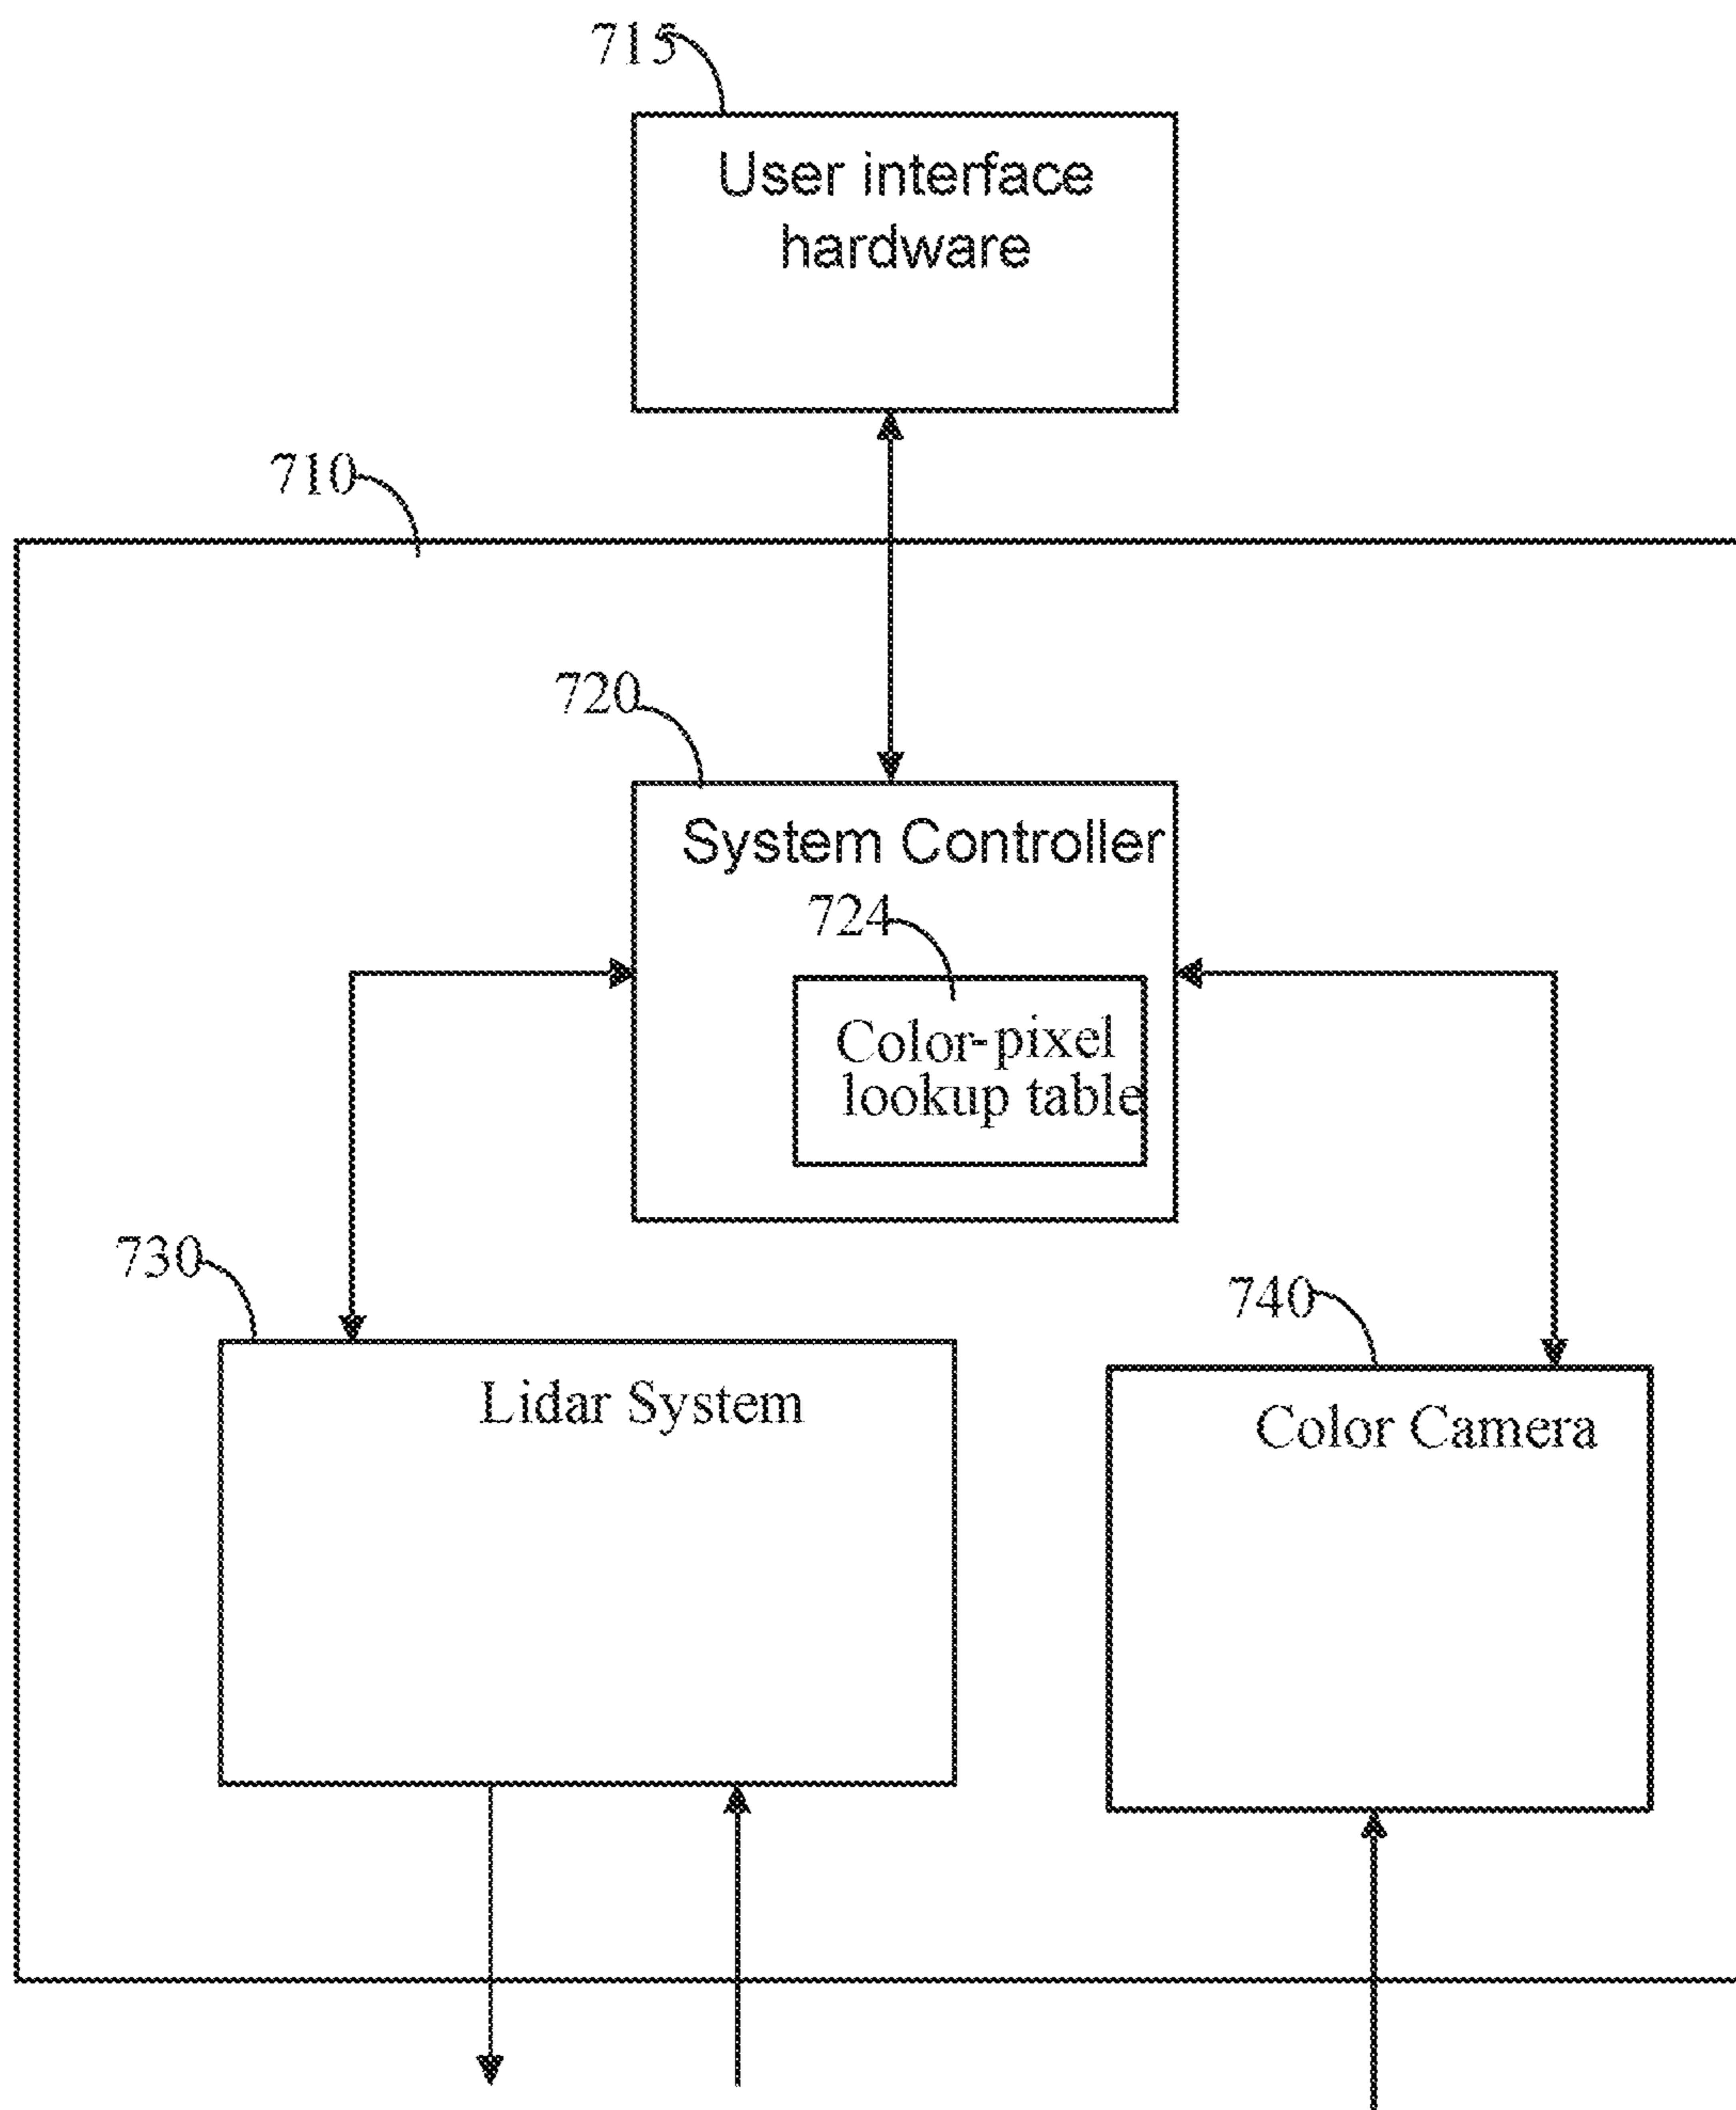 715
User interface
hardware
710
720
System Controller
724
Color-pixel
lookup table
730
740
Lidar System
Color Camera